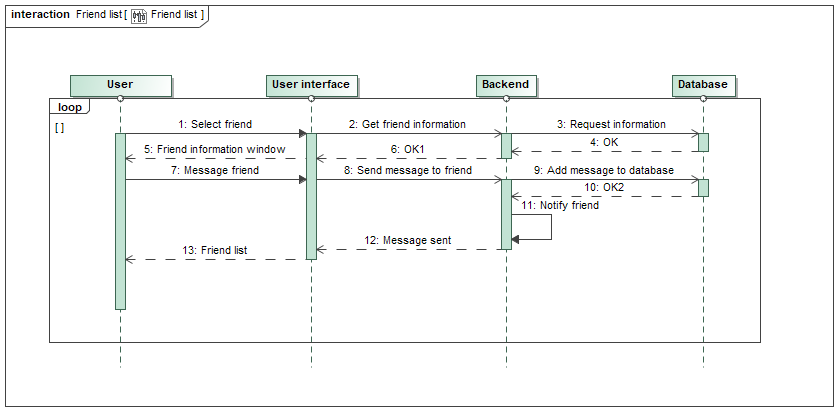 interaction Friend list [ Friend list ]
User
User interface
Backend
Database
loop
[ ]
1: Select friend
2: Get friend information
3: Request information
4: OK
5: Friend information window
6: OK1
7: Message friend
8: Send message to friend
9: Add message to database
10: OK2
11: Notify friend
12: Message sent
13: Friend list